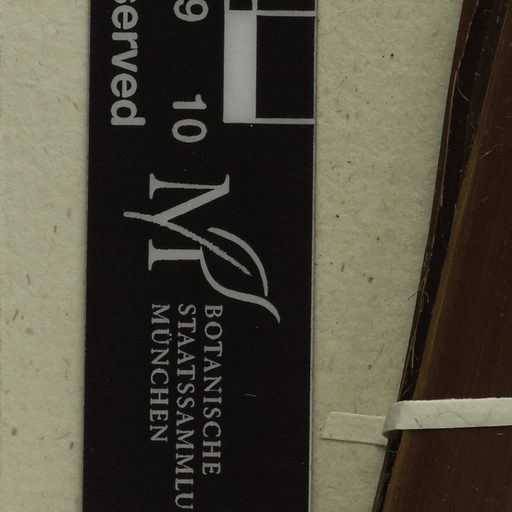 9 10
served
M
BOTANISCHE
STAATSSAMMLU
MÜNCHEN